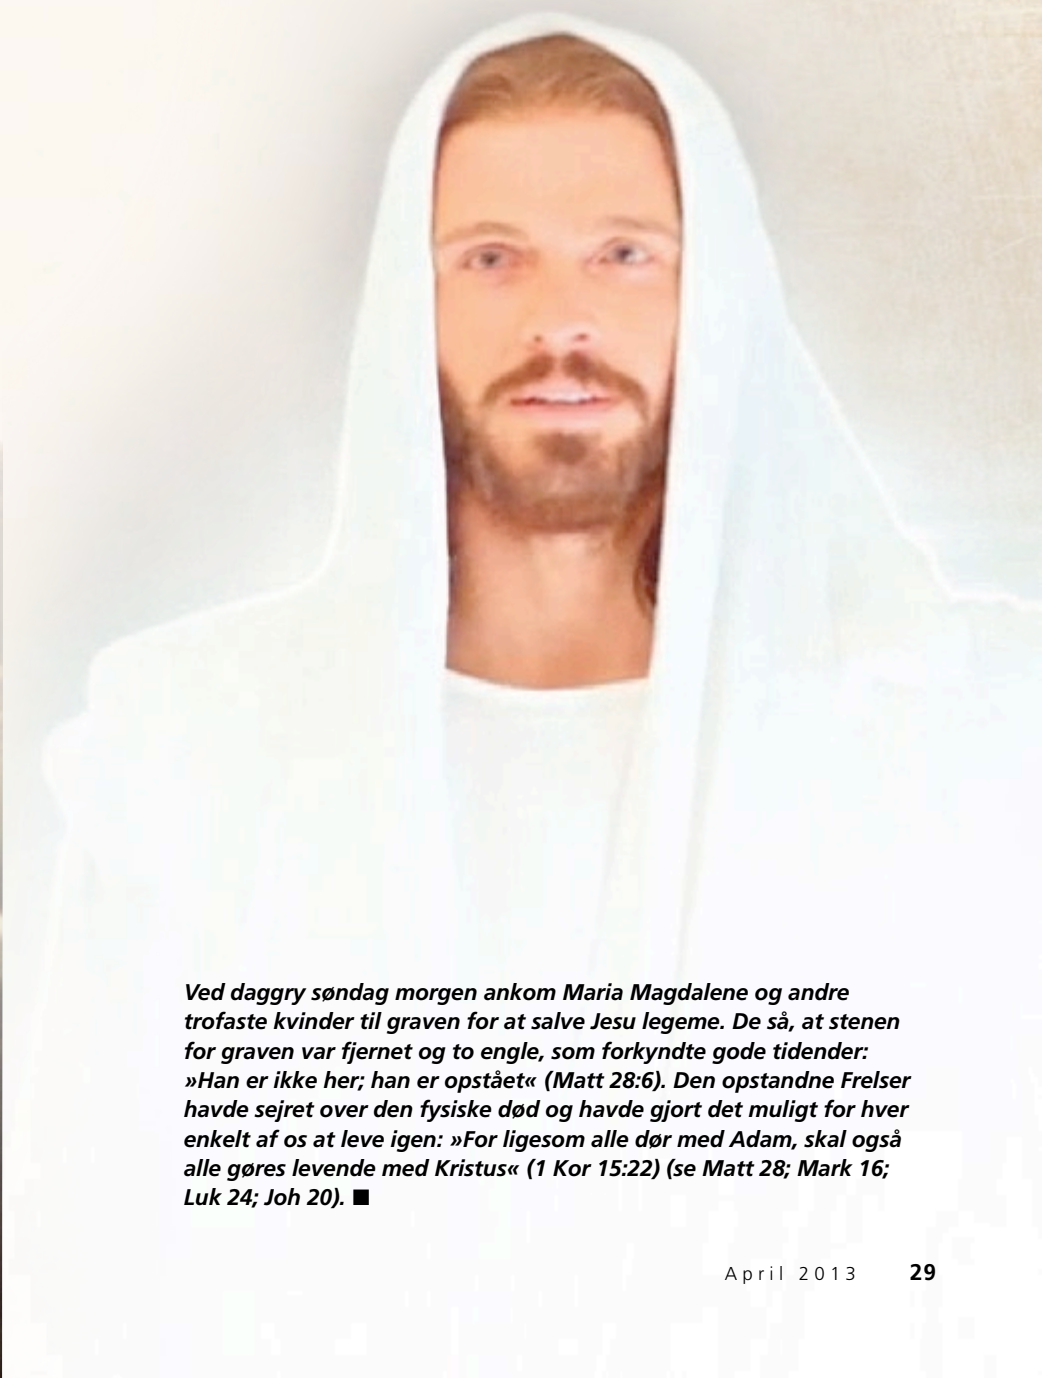 Ved daggry søndag morgen ankom Maria Magdalene og andre
trofaste kvinder til graven for at salve Jesu legeme. De så, at stenen
for graven var fjernet og to engle, som forkyndte gode tidender:
»Han er ikke her; han er opstået« (Matt 28:6). Den opstandne Frelser
havde sejret over den fysiske død og havde gjort det muligt for hver
enkelt af os at leve igen: »For ligesom alle dør med Adam, skal også
alle gøres levende med Kristus« (1 Kor 15:22) (se Matt 28; Mark 16;
Luk 24; Joh 20). ■
April 2013 29